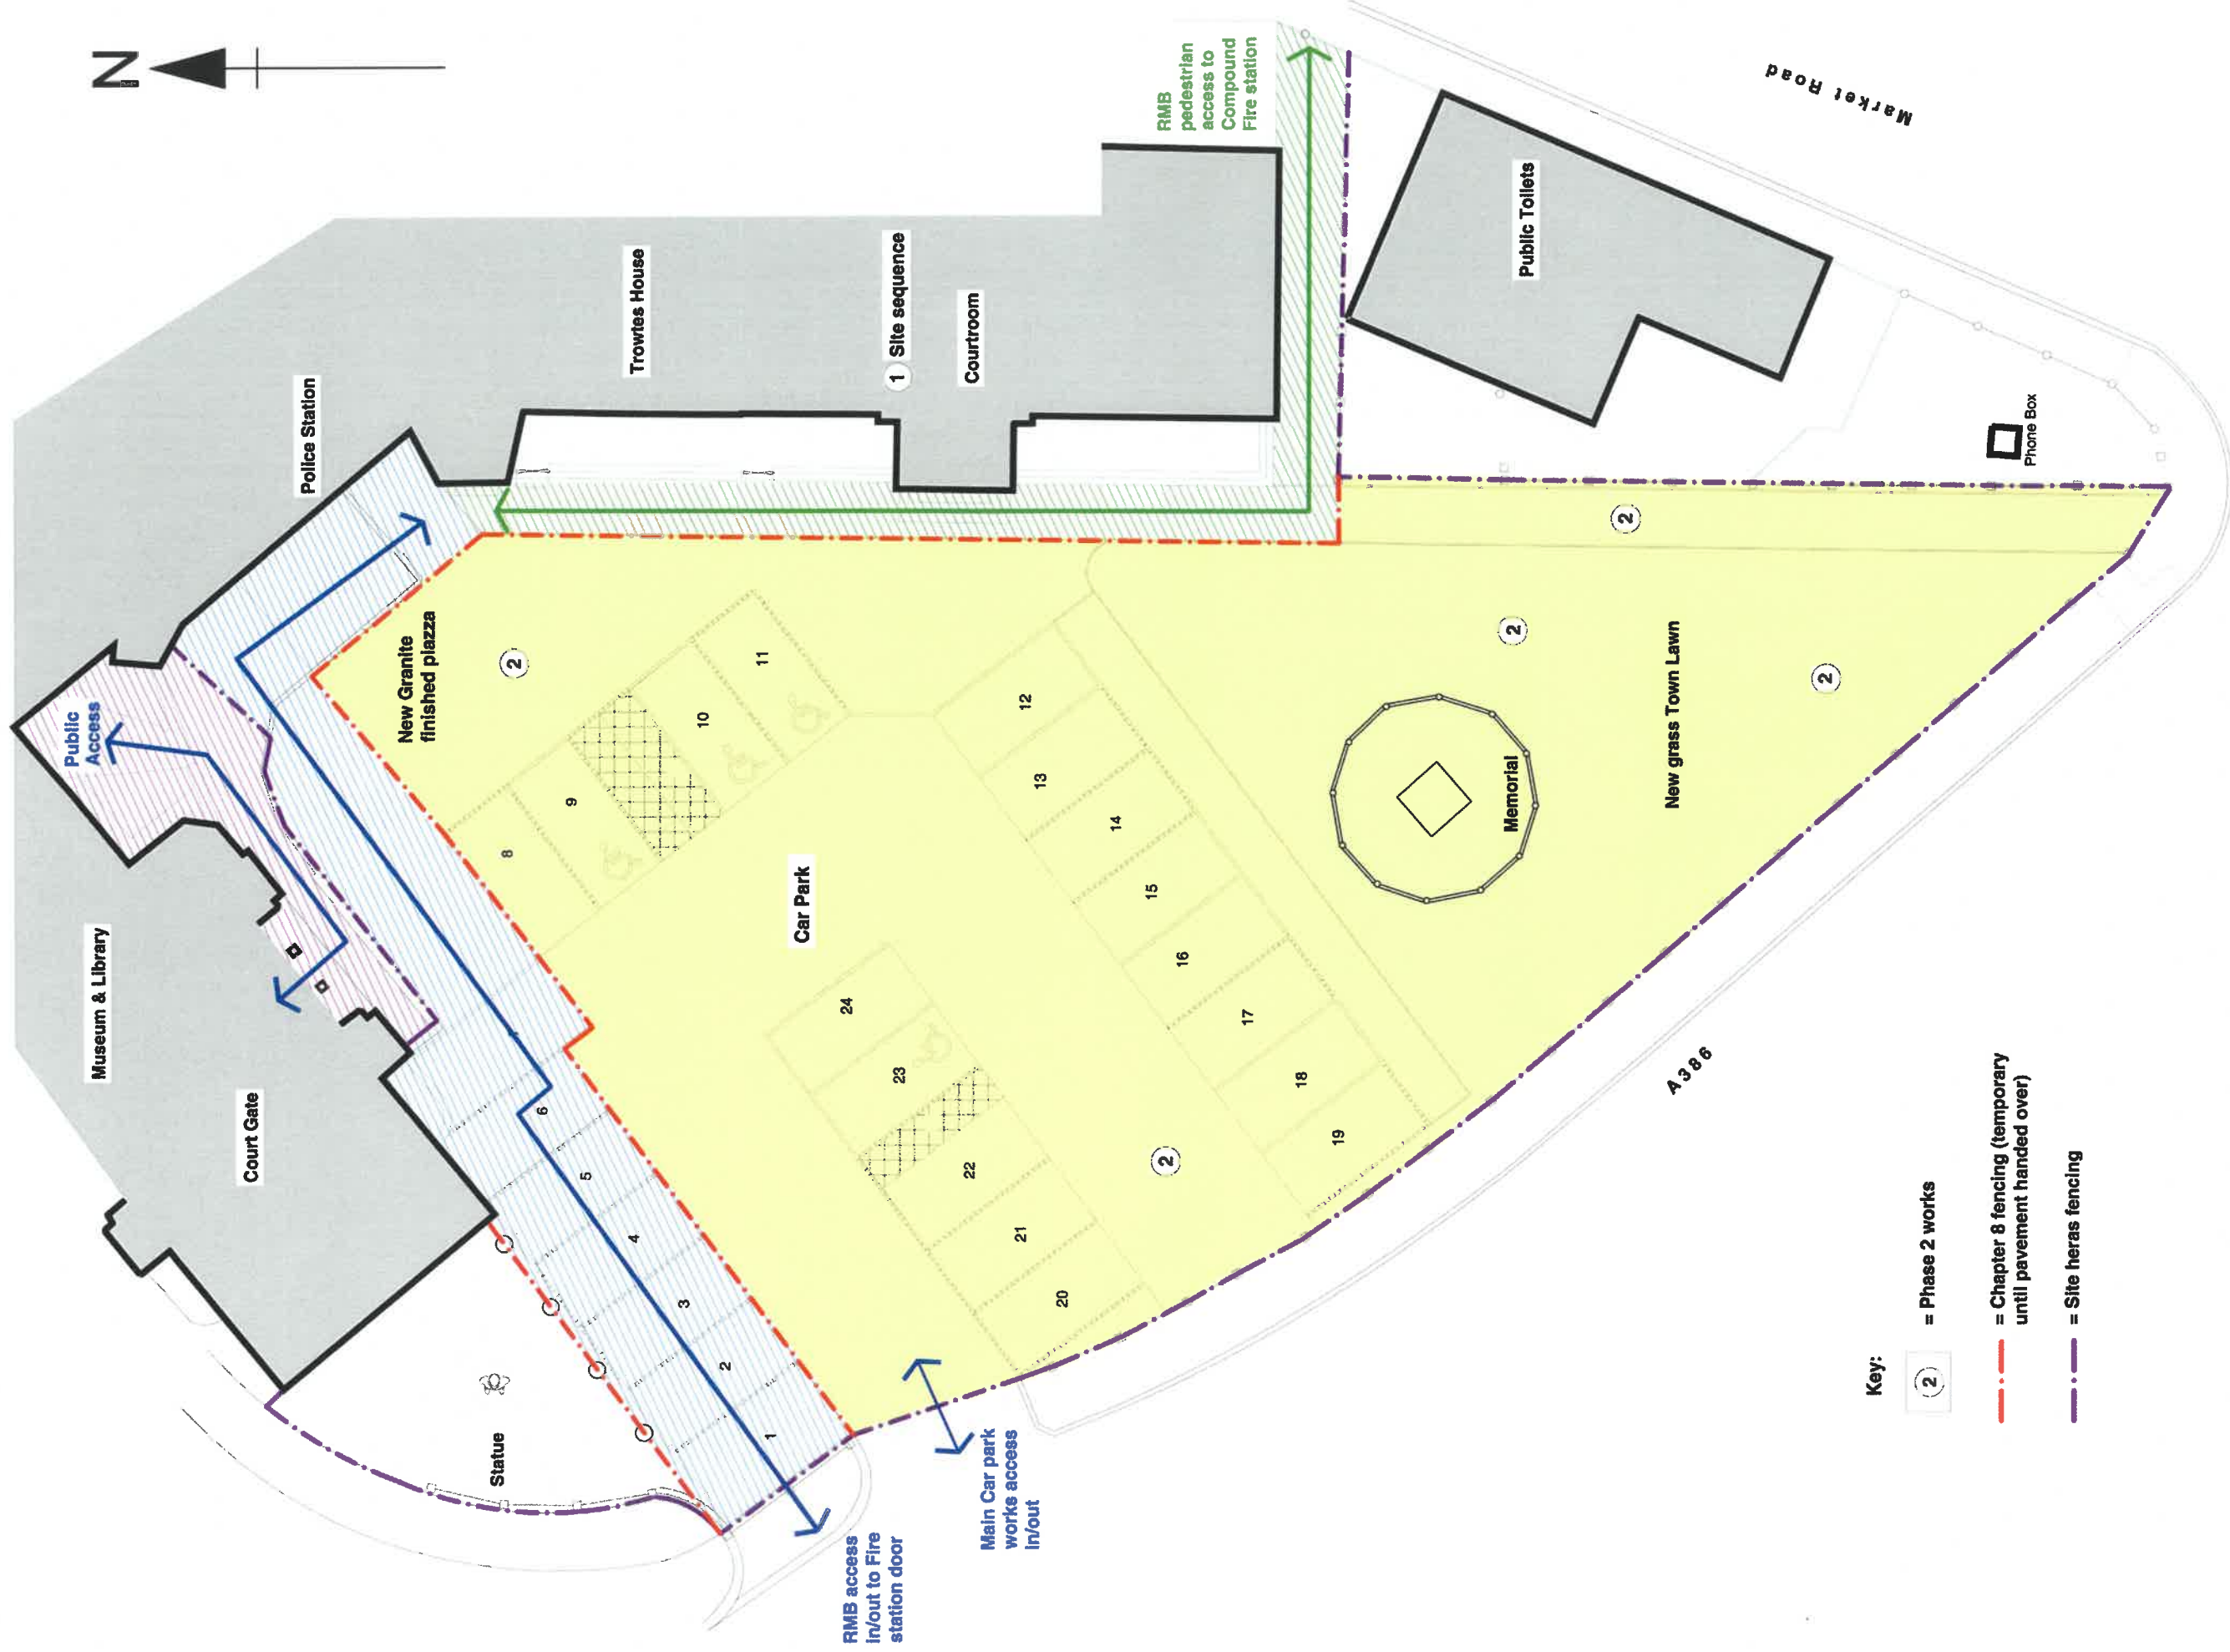 N
Public
Access
Museum & Library
Court Gate
Police Station
Trowtes House
1 Site sequence
Courtroom
RMB
pedestrian
access to
Compound
Fire station
Market Road
Public Toilets
Phone Box
New Granite
finished plazza
2
8
9
10
11
Car Park
12
13
14
15
16
17
18
19
20
21
22
23
24
2
1
2
3
4
5
6
Statue
Memorial
New grass Town Lawn
2
2
2
A386
RMB access
in/out to Fire
station door
Main Car park
works access
in/out
Key:
2 = Phase 2 works
= Chapter 8 fencing (temporary
until pavement handed over)
= Site heras fencing